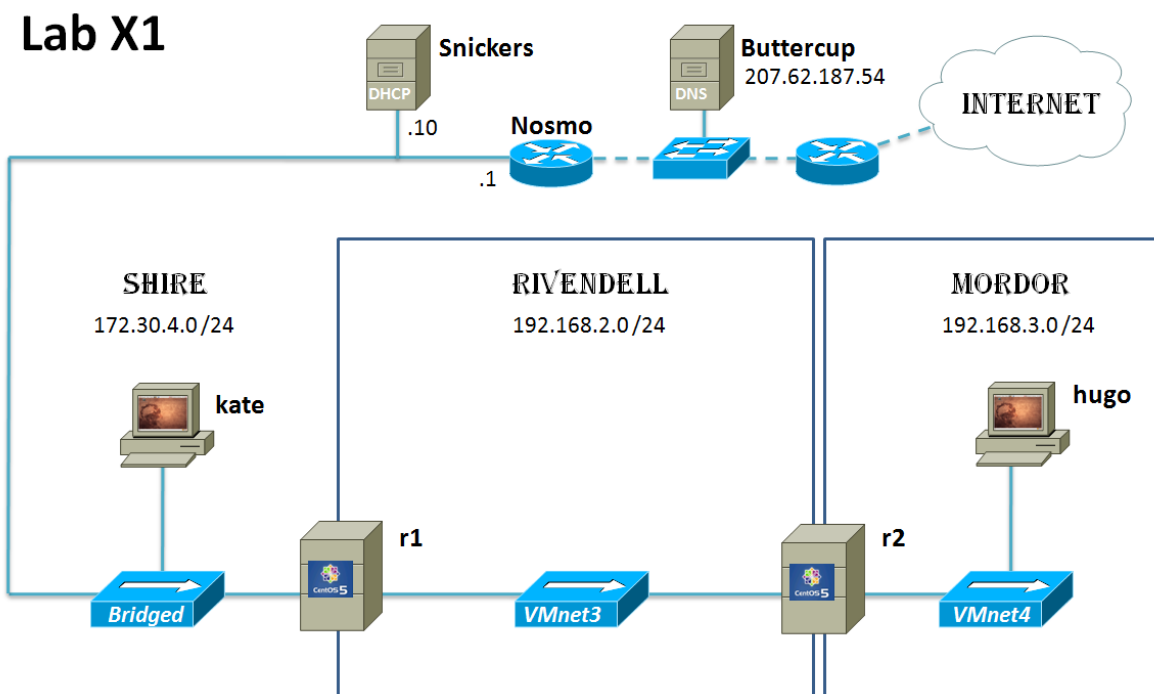 Lab X1
Snickers
DHCP
.10
Buttercup
207.62.187.54
DNS
INTERNET
Nosmo
.1
SHIRE
172.30.4.0 /24
RIVENDELL
192.168.2.0 /24
MORDOR
192.168.3.0 /24
kate
hugo
r1
CentOS 5
r2
CentOS 5
Bridged
VMnet3
VMnet4